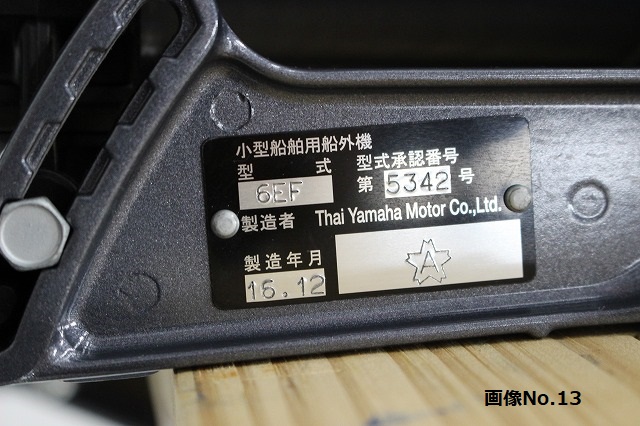 小型船舶用船外機
型 式 型式承認番号
6EF 第 5342 号
製造者 Thai Yamaha Motor Co.,Ltd.
製造年月
16.12
A
画像No.13